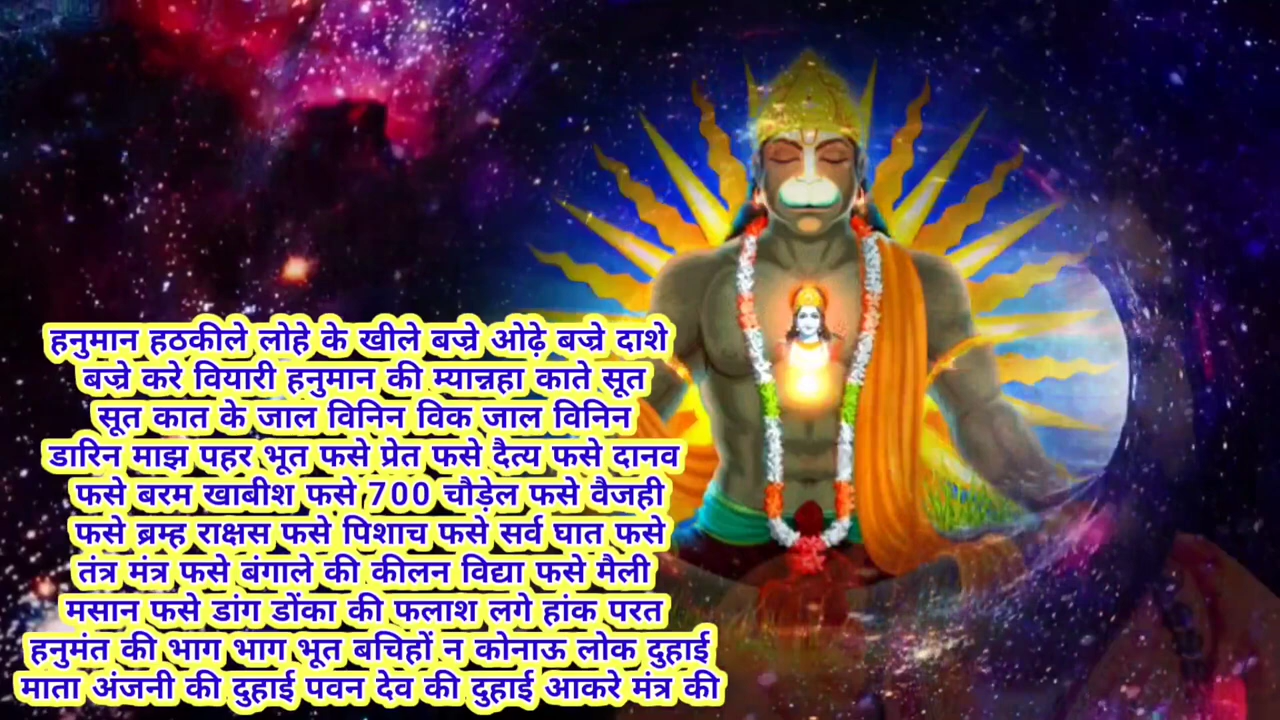 हनुमान हठकीले लोहे के खीले बज्रे ओढ़े बज्रे दाशे
बज्रे करे वियारी हनुमान की म्यान्नहा काते सूत
सूत कात के जाल विनिन विक जाल विनिन
डारिन माझ पहर भूत फसे प्रेत फसे दैत्य फसे दानव
फसे बरम खाबीश फसे 700 चौड़ेल फसे वैजही
फसे ब्रम्ह राक्षस फसे पिशाच फसे सर्व घात फसे
तंत्र मंत्र फसे बंगाले की कीलन विद्या फसे मैली
मसान फसे डांग डोंका की फलाश लगे हांक परत
हनुमंत की भाग भाग भूत बचिहों न कोनाऊ लोक दुहाई
माता अंजनी की दुहाई पवन देव की दुहाई आकरे मंत्र की